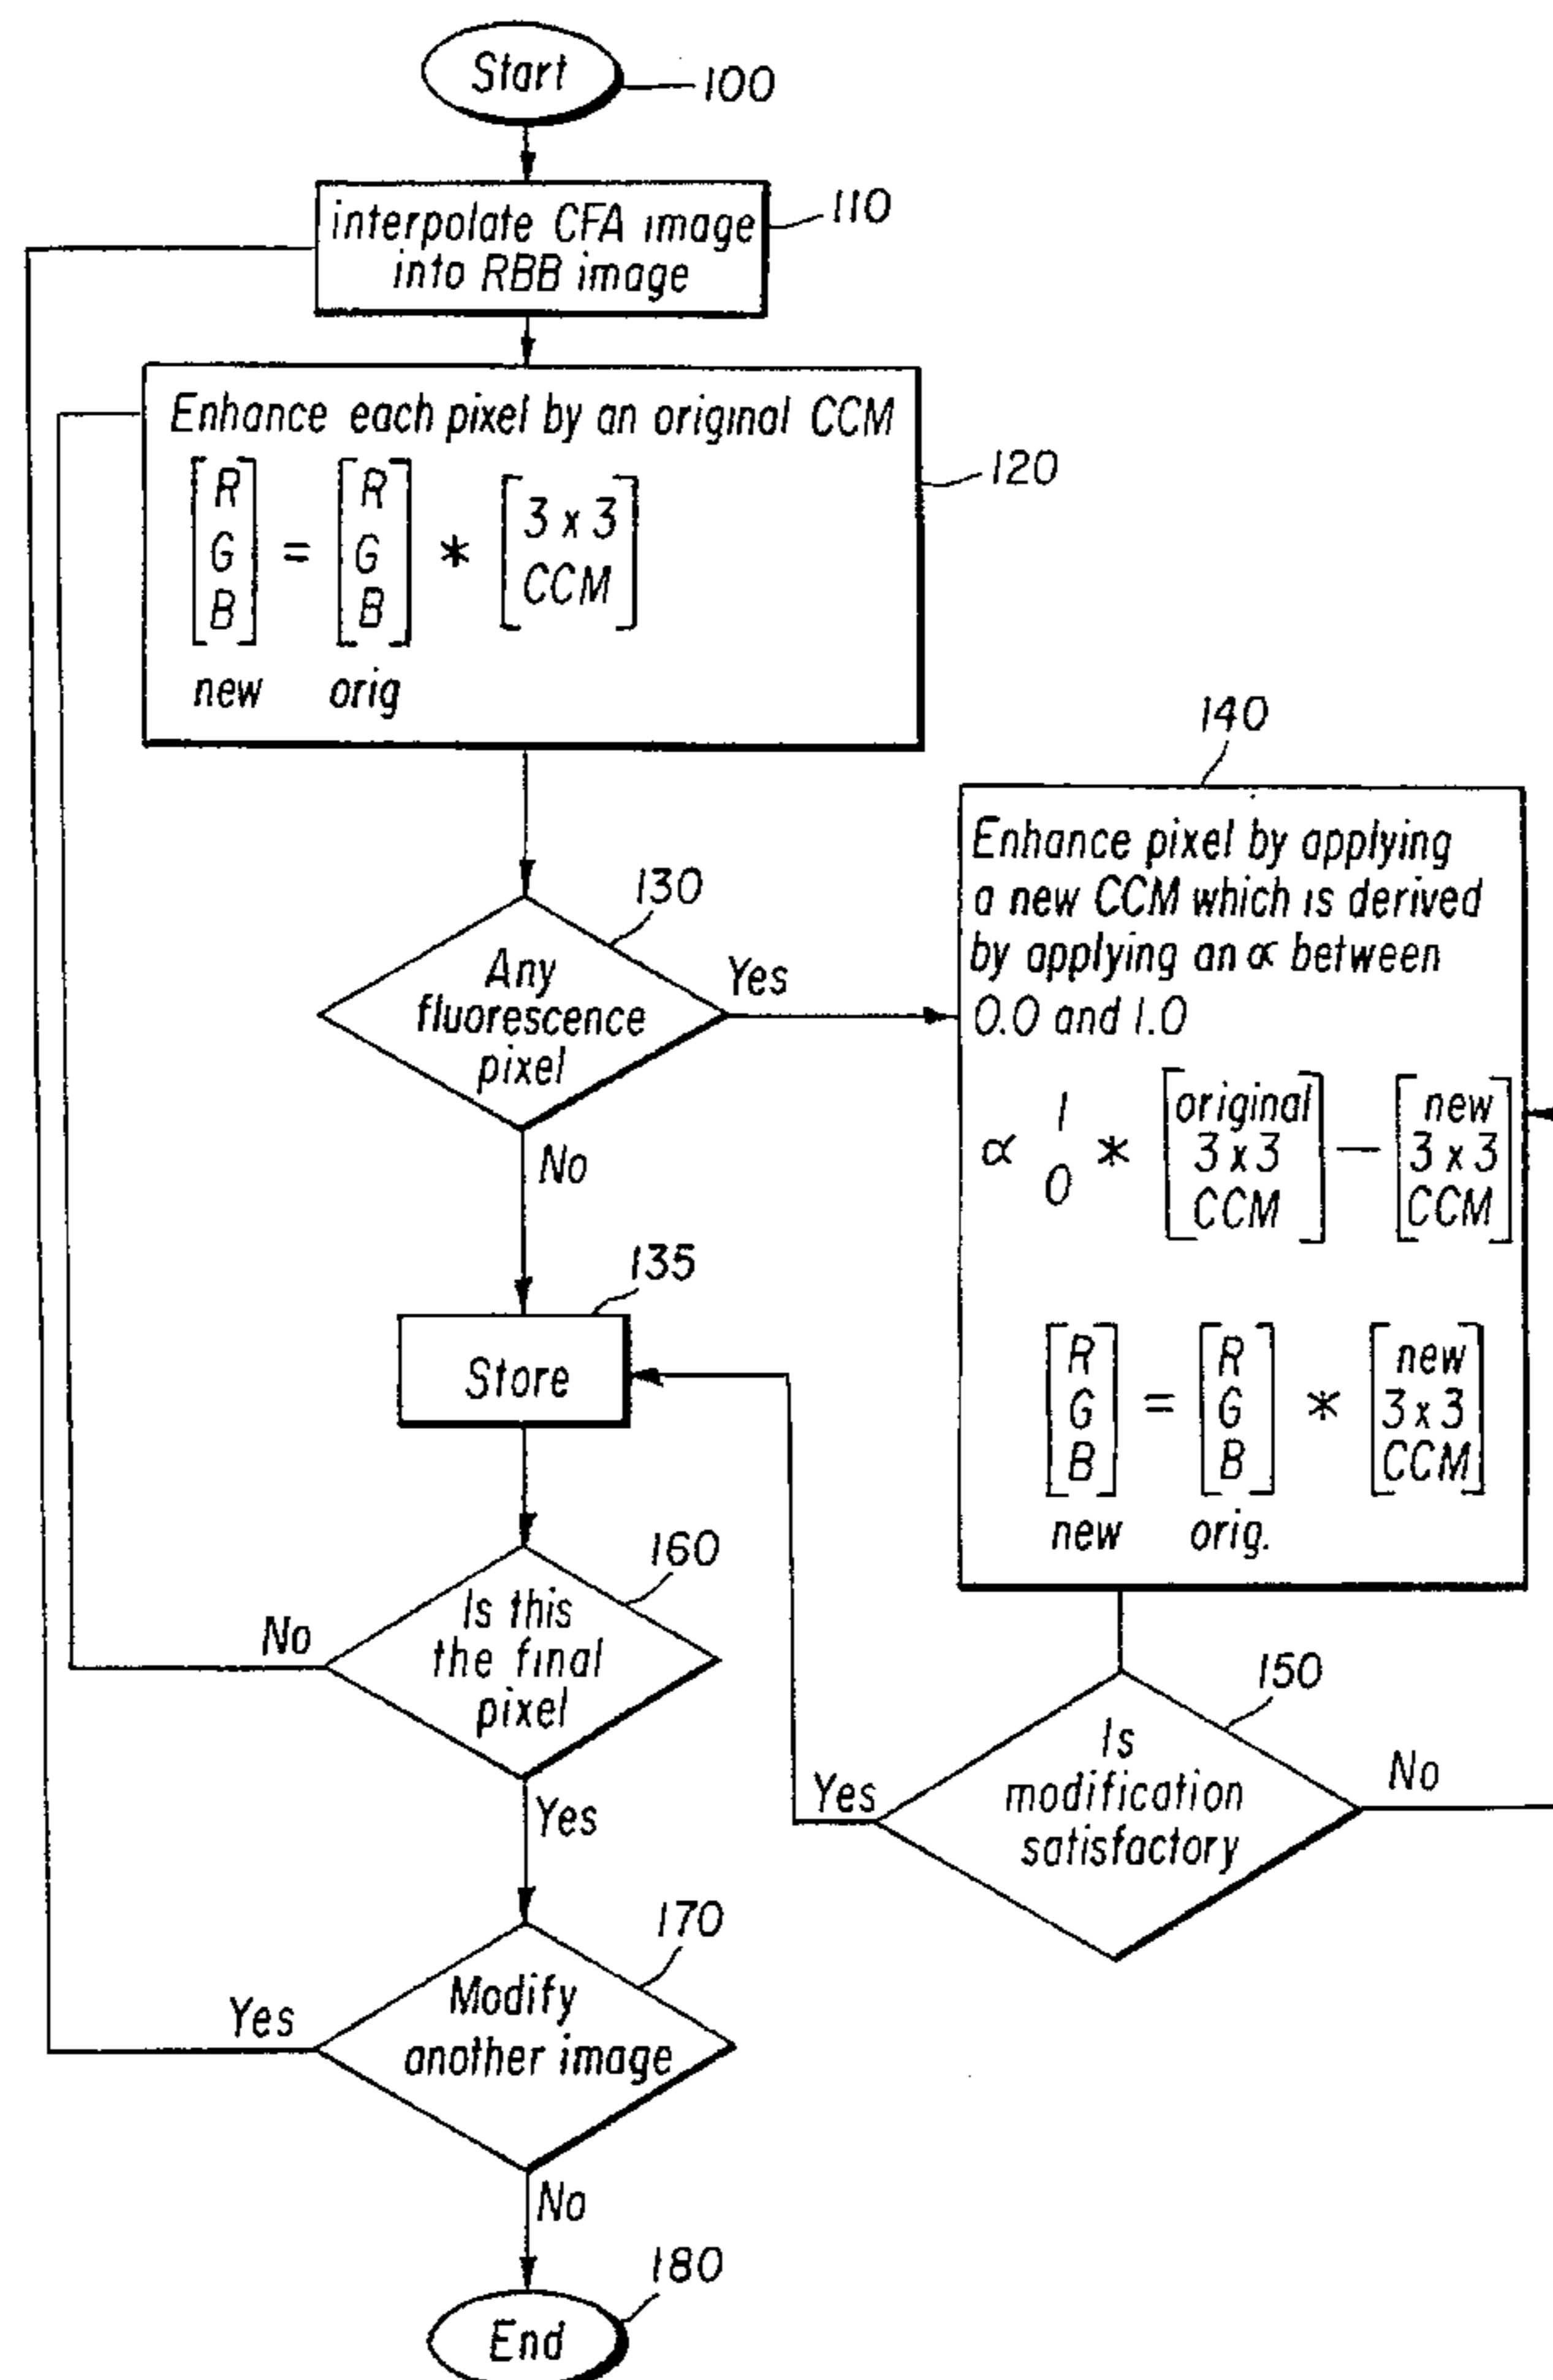 Start
100
interpolate CFA image
into RBB image
110
Enhance each pixel by an original CCM
[R G B] = [R G B] * [3 x 3 CCM]
new orig
120
130
Any
fluorescence
pixel
Yes
No
140
Enhance pixel by applying
a new CCM which is derived
by applying an ∝ between
0.0 and 1.0
∝ 1 0 * [original 3 x 3 CCM] — [new 3 x 3 CCM]
[R G B] = [R G B] * [new 3 x 3 CCM]
new orig.
135
Store
160
Is this
the final
pixel
No
Yes
150
Is
modification
satisfactory
Yes
No
170
Modify
another image
Yes
No
180
End